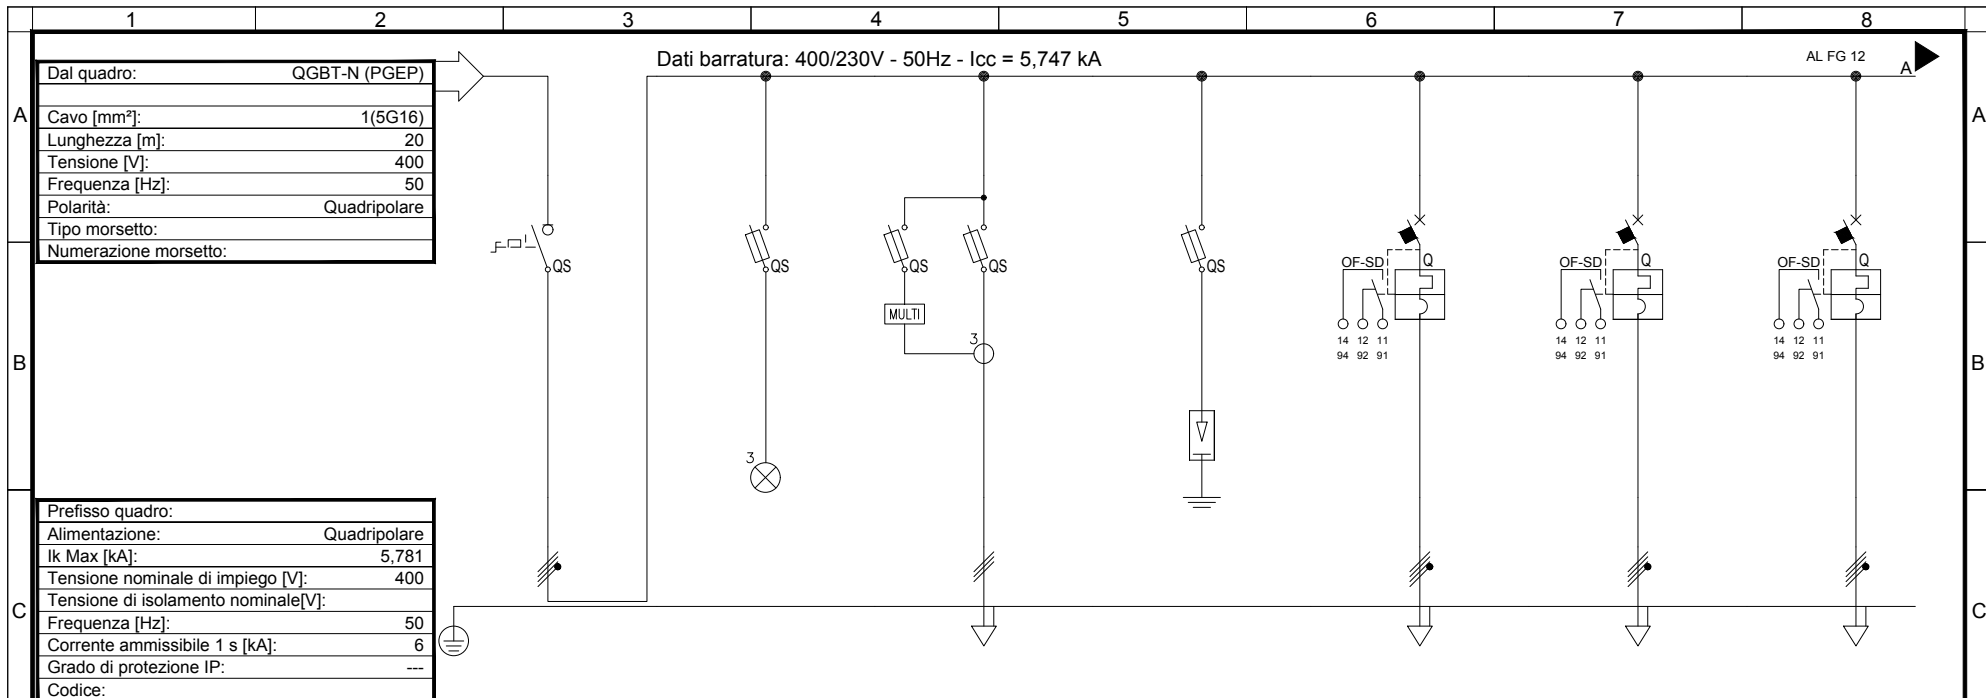 1 2 3 4 5 6 7 8
Dati barratura: 400/230V - 50Hz - Icc = 5,747 kA
AL FG 12
A
Dal quadro: QGBT-N (PGEP)
Cavo [mm²]: 1(5G16)
Lunghezza [m]: 20
Tensione [V]: 400
Frequenza [Hz]: 50
Polarità: Quadripolare
Tipo morsetto:
Numerazione morsetto:
A A
QS QS QS QS QS
OF-SD Q OF-SD Q OF-SD Q
MULTI
3
14 12 11 14 12 11 14 12 11
94 92 91 94 92 91 94 92 91
B B
3
Prefisso quadro:
Alimentazione: Quadripolare
Ik Max [kA]: 5,781
Tensione nominale di impiego [V]: 400
Tensione di isolamento nominale[V]:
Frequenza [Hz]: 50
Corrente ammissibile 1 s [kA]: 6
Grado di protezione IP: ---
Codice:
C C